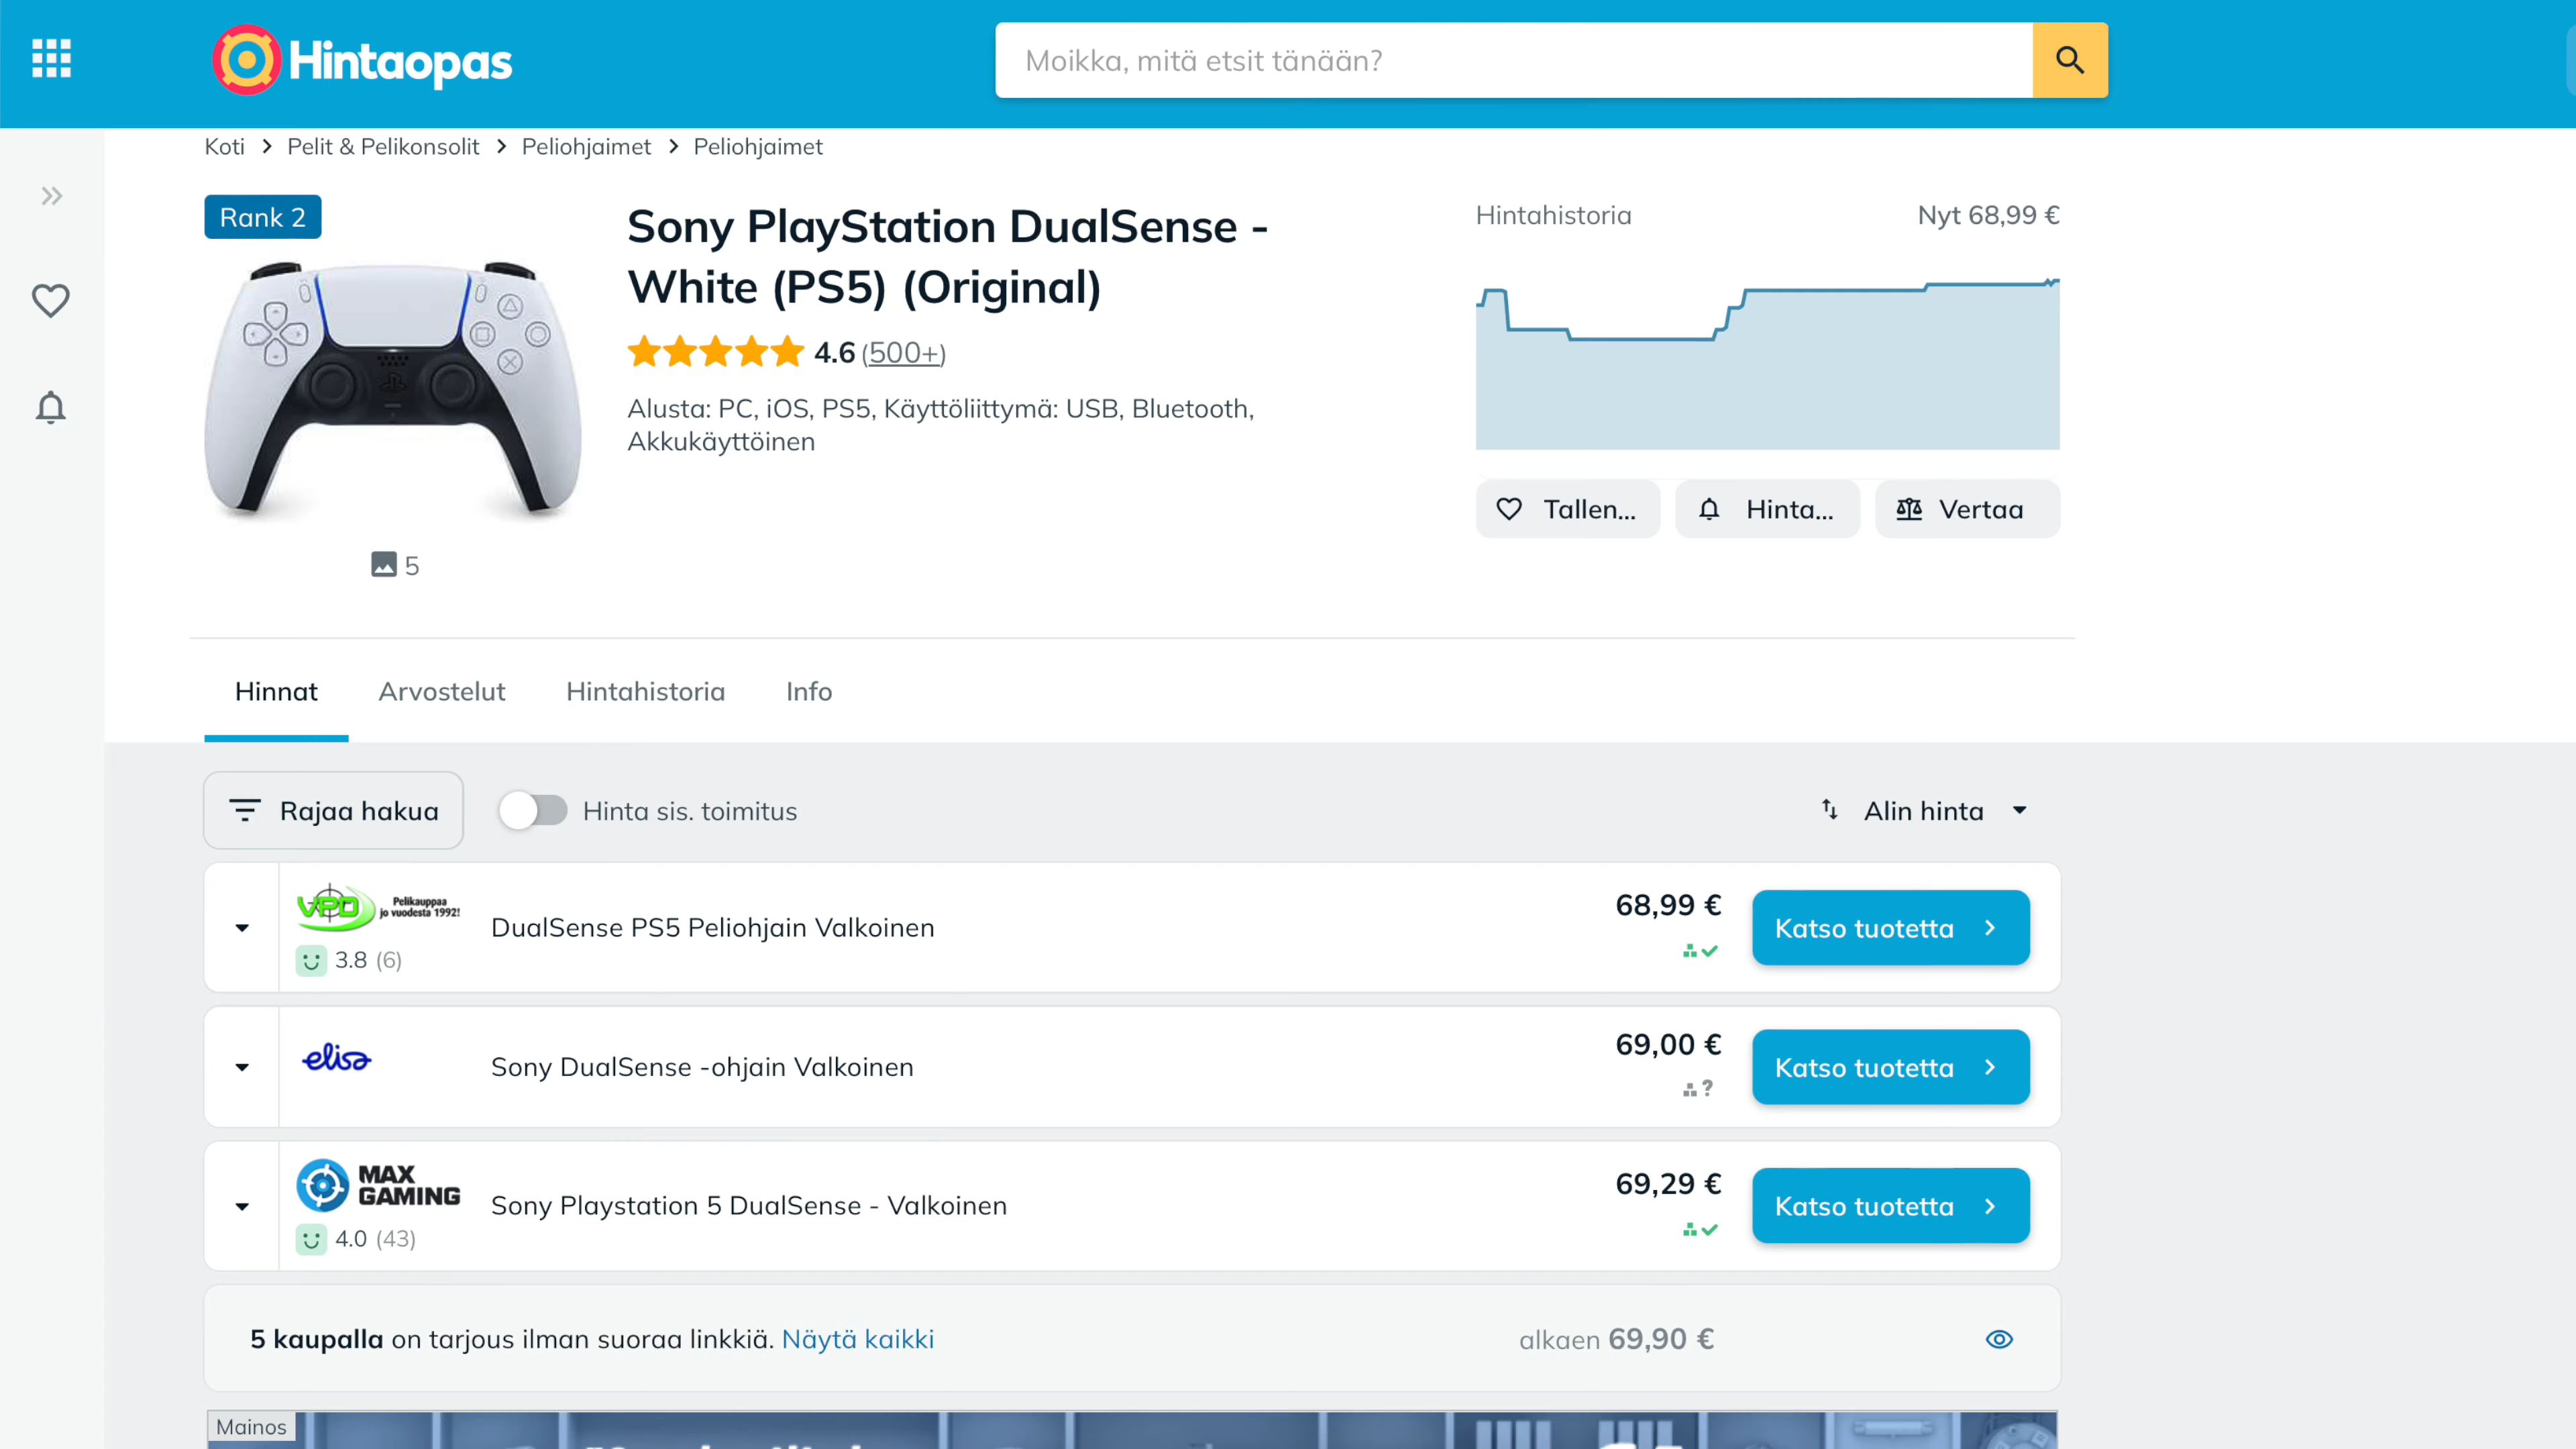 Hintaopas
Moikka, mitä etsit tänään?
Koti
Pelit & Pelikonsolit
Peliohjaimet
Peliohjaimet
Rank 2
Sony PlayStation DualSense -
White (PS5) (Original)
4.6 (500+)
Alusta: PC, iOS, PS5, Käyttöliittymä: USB, Bluetooth,
Akkukäyttöinen
5
Hintahistoria
Nyt 68,99 €
Tallen...
Hinta...
Vertaa
Hinnat
Arvostelut
Hintahistoria
Info
Rajaa hakua
Hinta sis. toimitus
Alin hinta
VPD
Pelikauppaa
jo vuodesta 1992!
3.8 (6)
DualSense PS5 Peliohjain Valkoinen
68,99 €
Katso tuotetta
elisa
Sony DualSense -ohjain Valkoinen
69,00 €
?
Katso tuotetta
MAX
GAMING
4.0 (43)
Sony Playstation 5 DualSense - Valkoinen
69,29 €
Katso tuotetta
5 kaupalla on tarjous ilman suoraa linkkiä. Näytä kaikki
alkaen 69,90 €
Mainos